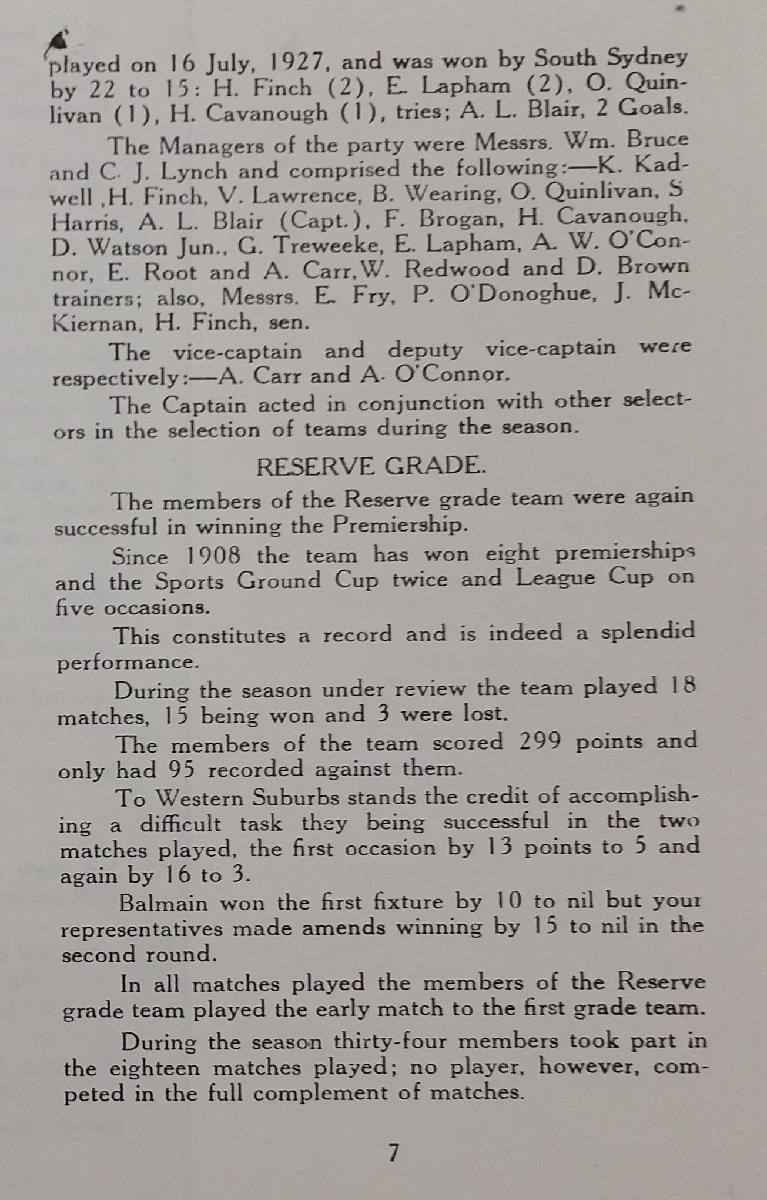 played on 16 July, 1927, and was won by South Sydney
by 22 to 15: H. Finch (2), E. Lapham (2), O. Quin-
livan (1), H. Cavanough (1), tries; A. L. Blair, 2 Goals.
The Managers of the party were Messrs. Wm. Bruce
and C. J. Lynch and comprised the following:—K. Kad-
well ,H. Finch, V. Lawrence, B. Wearing, O. Quinlivan, S
Harris, A. L. Blair (Capt.), F. Brogan, H. Cavanough,
D. Watson Jun., G. Treweeke, E. Lapham, A. W. O'Con-
nor, E. Root and A. Carr,W. Redwood and D. Brown
trainers; also, Messrs. E. Fry, P. O'Donoghue, J. Mc-
Kiernan, H. Finch, sen.
The vice-captain and deputy vice-captain were
respectively:—A. Carr and A. O'Connor.
The Captain acted in conjunction with other select-
ors in the selection of teams during the season.
RESERVE GRADE.
The members of the Reserve grade team were again
successful in winning the Premiership.
Since 1908 the team has won eight premierships
and the Sports Ground Cup twice and League Cup on
five occasions.
This constitutes a record and is indeed a splendid
performance.
During the season under review the team played 18
matches, 15 being won and 3 were lost.
The members of the team scored 299 points and
only had 95 recorded against them.
To Western Suburbs stands the credit of accomplish-
ing a difficult task they being successful in the two
matches played, the first occasion by 13 points to 5 and
again by 16 to 3.
Balmain won the first fixture by 10 to nil but your
representatives made amends winning by 15 to nil in the
second round.
In all matches played the members of the Reserve
grade team played the early match to the first grade team.
During the season thirty-four members took part in
the eighteen matches played; no player, however, com-
peted in the full complement of matches.
7